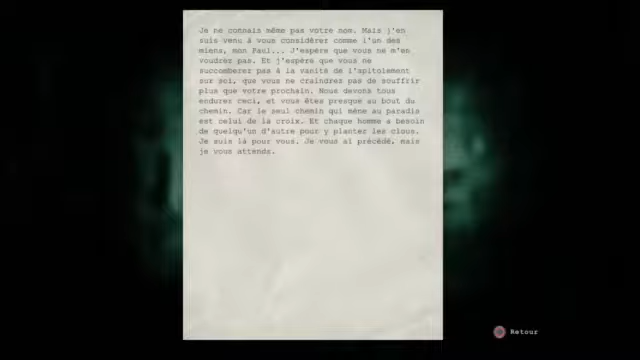 Je ne connais même pas votre nom. Mais j'en
suis venu à vous considérez comme l'un des
miens, mon Paul... J'espère que vous ne m'en
voudrez pas. Et j'espère que vous ne
succomberez pas à la vanité de l'apitoiement
sur soi, que vous ne craindrez pas de souffrir
plus que votre prochain. Nous devons tous
endurez ceci, et vous êtes presque au bout du
chemin. Car le seul chemin qui mène au paradis
est celui de la croix. Et chaque homme a besoin
de quelqu'un d'autre pour y planter les clous.
Je suis là pour vous. Je vous ai précédé, mais
je vous attends.
Retour